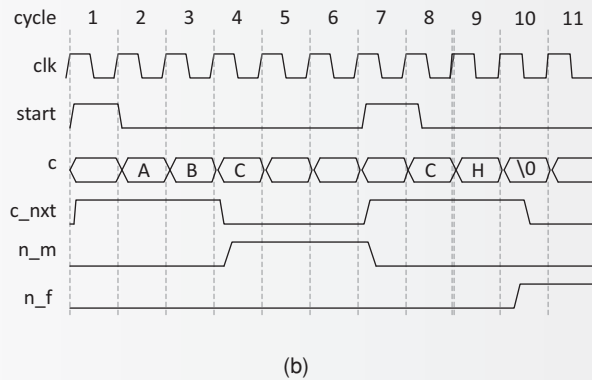 cycle 1 2 3 4 5 6 7 8 9 10 11
clk
start
c A B C C H \0
c_nxt
n_m
n_f
(b)